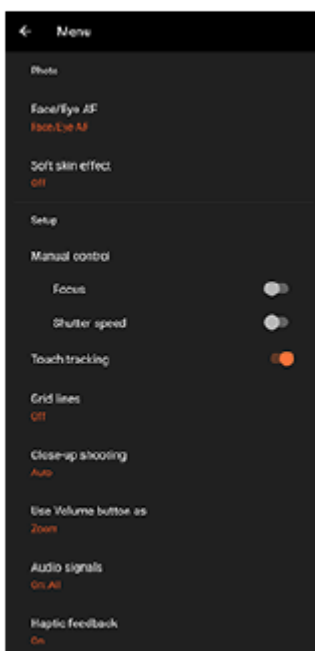 Menu
Photo
Face/Eye AF
Face/Eye AF
Soft skin effect
Off
Setup
Manual control
Focus
Shutter speed
Touch tracking
Grid lines
Off
Close-up shooting
Auto
Use Volume button as
Zoom
Audio signals
On: All
Haptic feedback
On